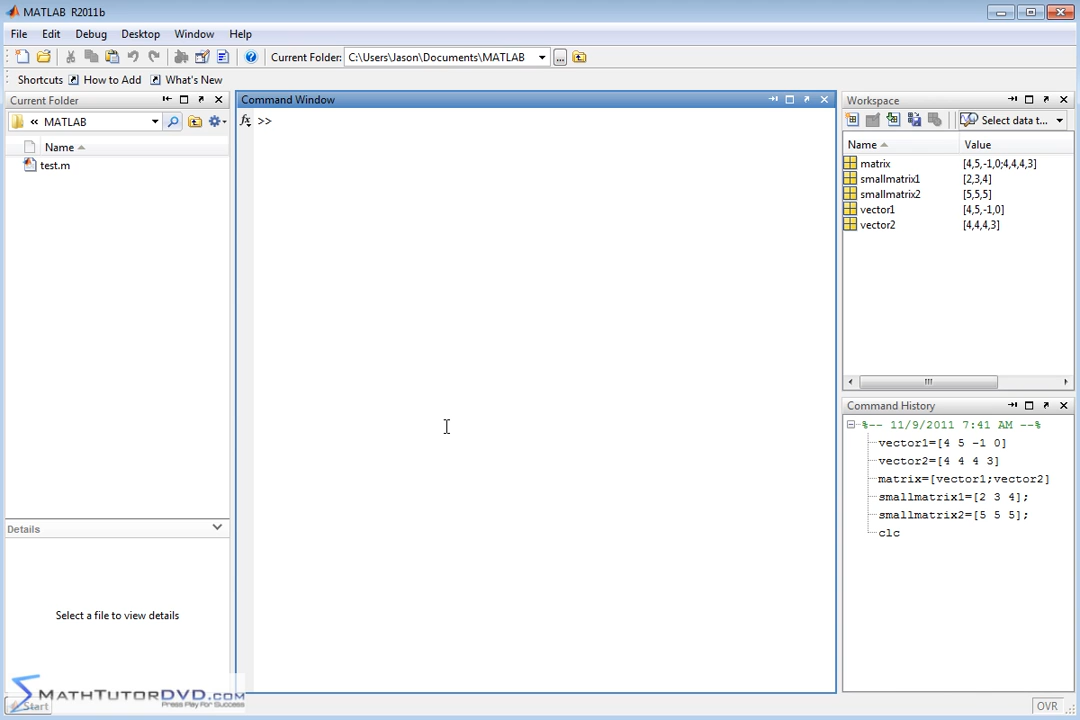 MATLAB R2011b
File Edit Debug Desktop Window Help
Current Folder: C:\Users\Jason\Documents\MATLAB ...
Shortcuts How to Add What's New
Current Folder
« MATLAB
Name
test.m
Details
Select a file to view details
MATHTUTORDVD.COM
Press Play For Success
Start
Command Window
fx >>
Workspace
Select data t...
Name Value
matrix [4,5,-1,0;4,4,4,3]
smallmatrix1 [2,3,4]
smallmatrix2 [5,5,5]
vector1 [4,5,-1,0]
vector2 [4,4,4,3]
Command History
%-- 11/9/2011 7:41 AM --%
vector1=[4 5 -1 0]
vector2=[4 4 4 3]
matrix=[vector1;vector2]
smallmatrix1=[2 3 4];
smallmatrix2=[5 5 5];
clc
OVR